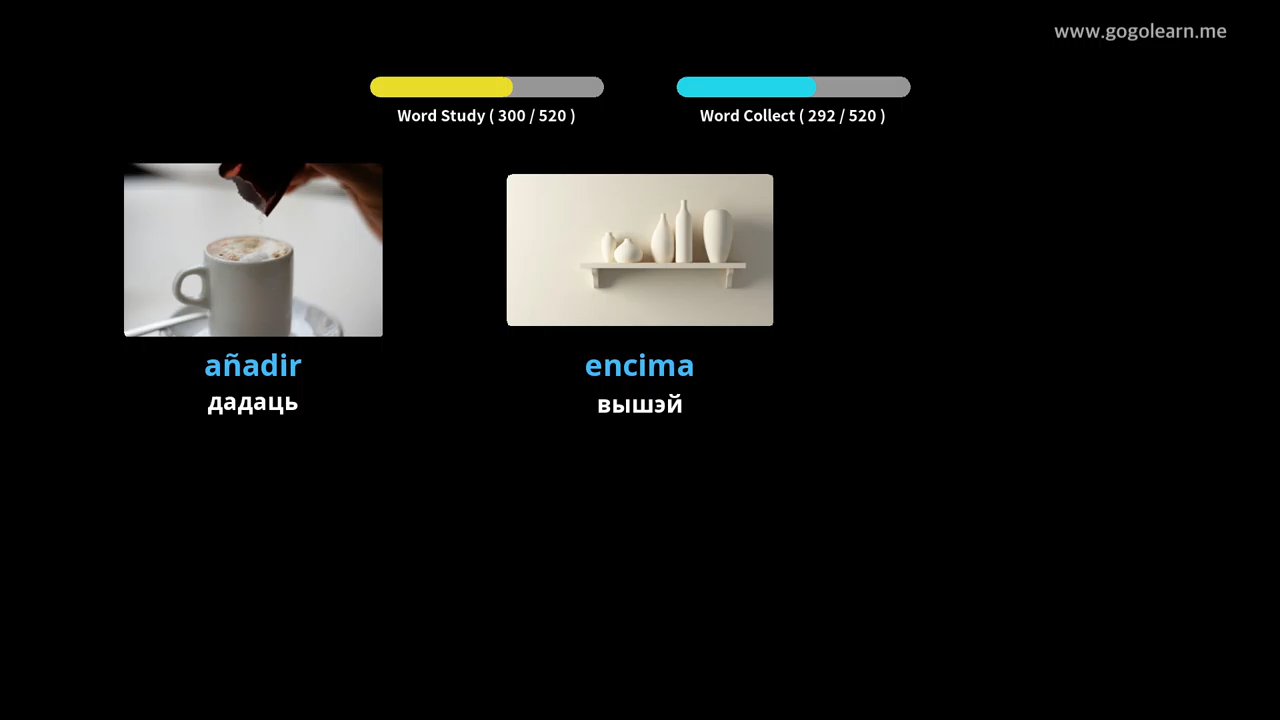 www.gogolearn.me
Word Study ( 300 / 520 )
Word Collect ( 292 / 520 )
añadir
дадаць
encima
вышэй